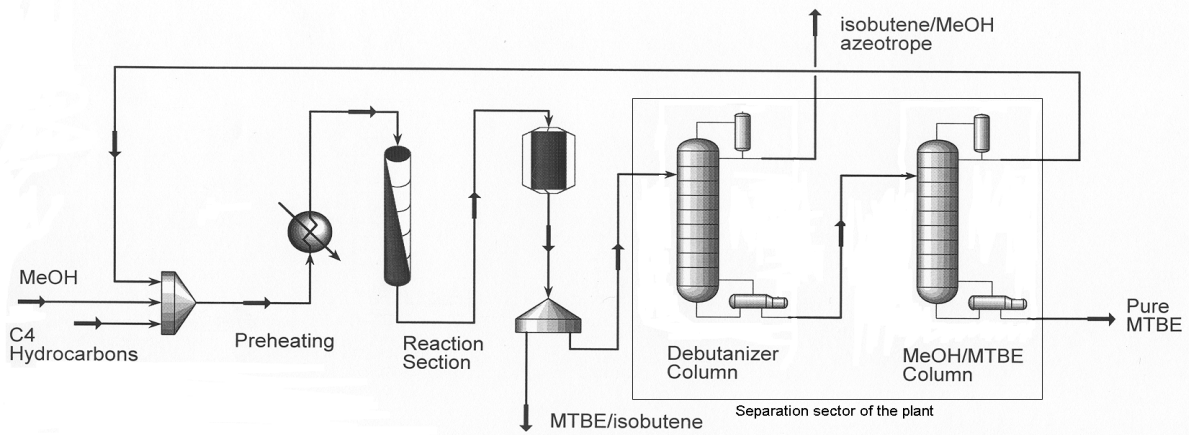 isobutene/MeOH
azeotrope
MeOH
C4
Hydrocarbons
Preheating
Reaction
Section
MTBE/isobutene
Debutanizer
Column
MeOH/MTBE
Column
Pure
MTBE
Separation sector of the plant